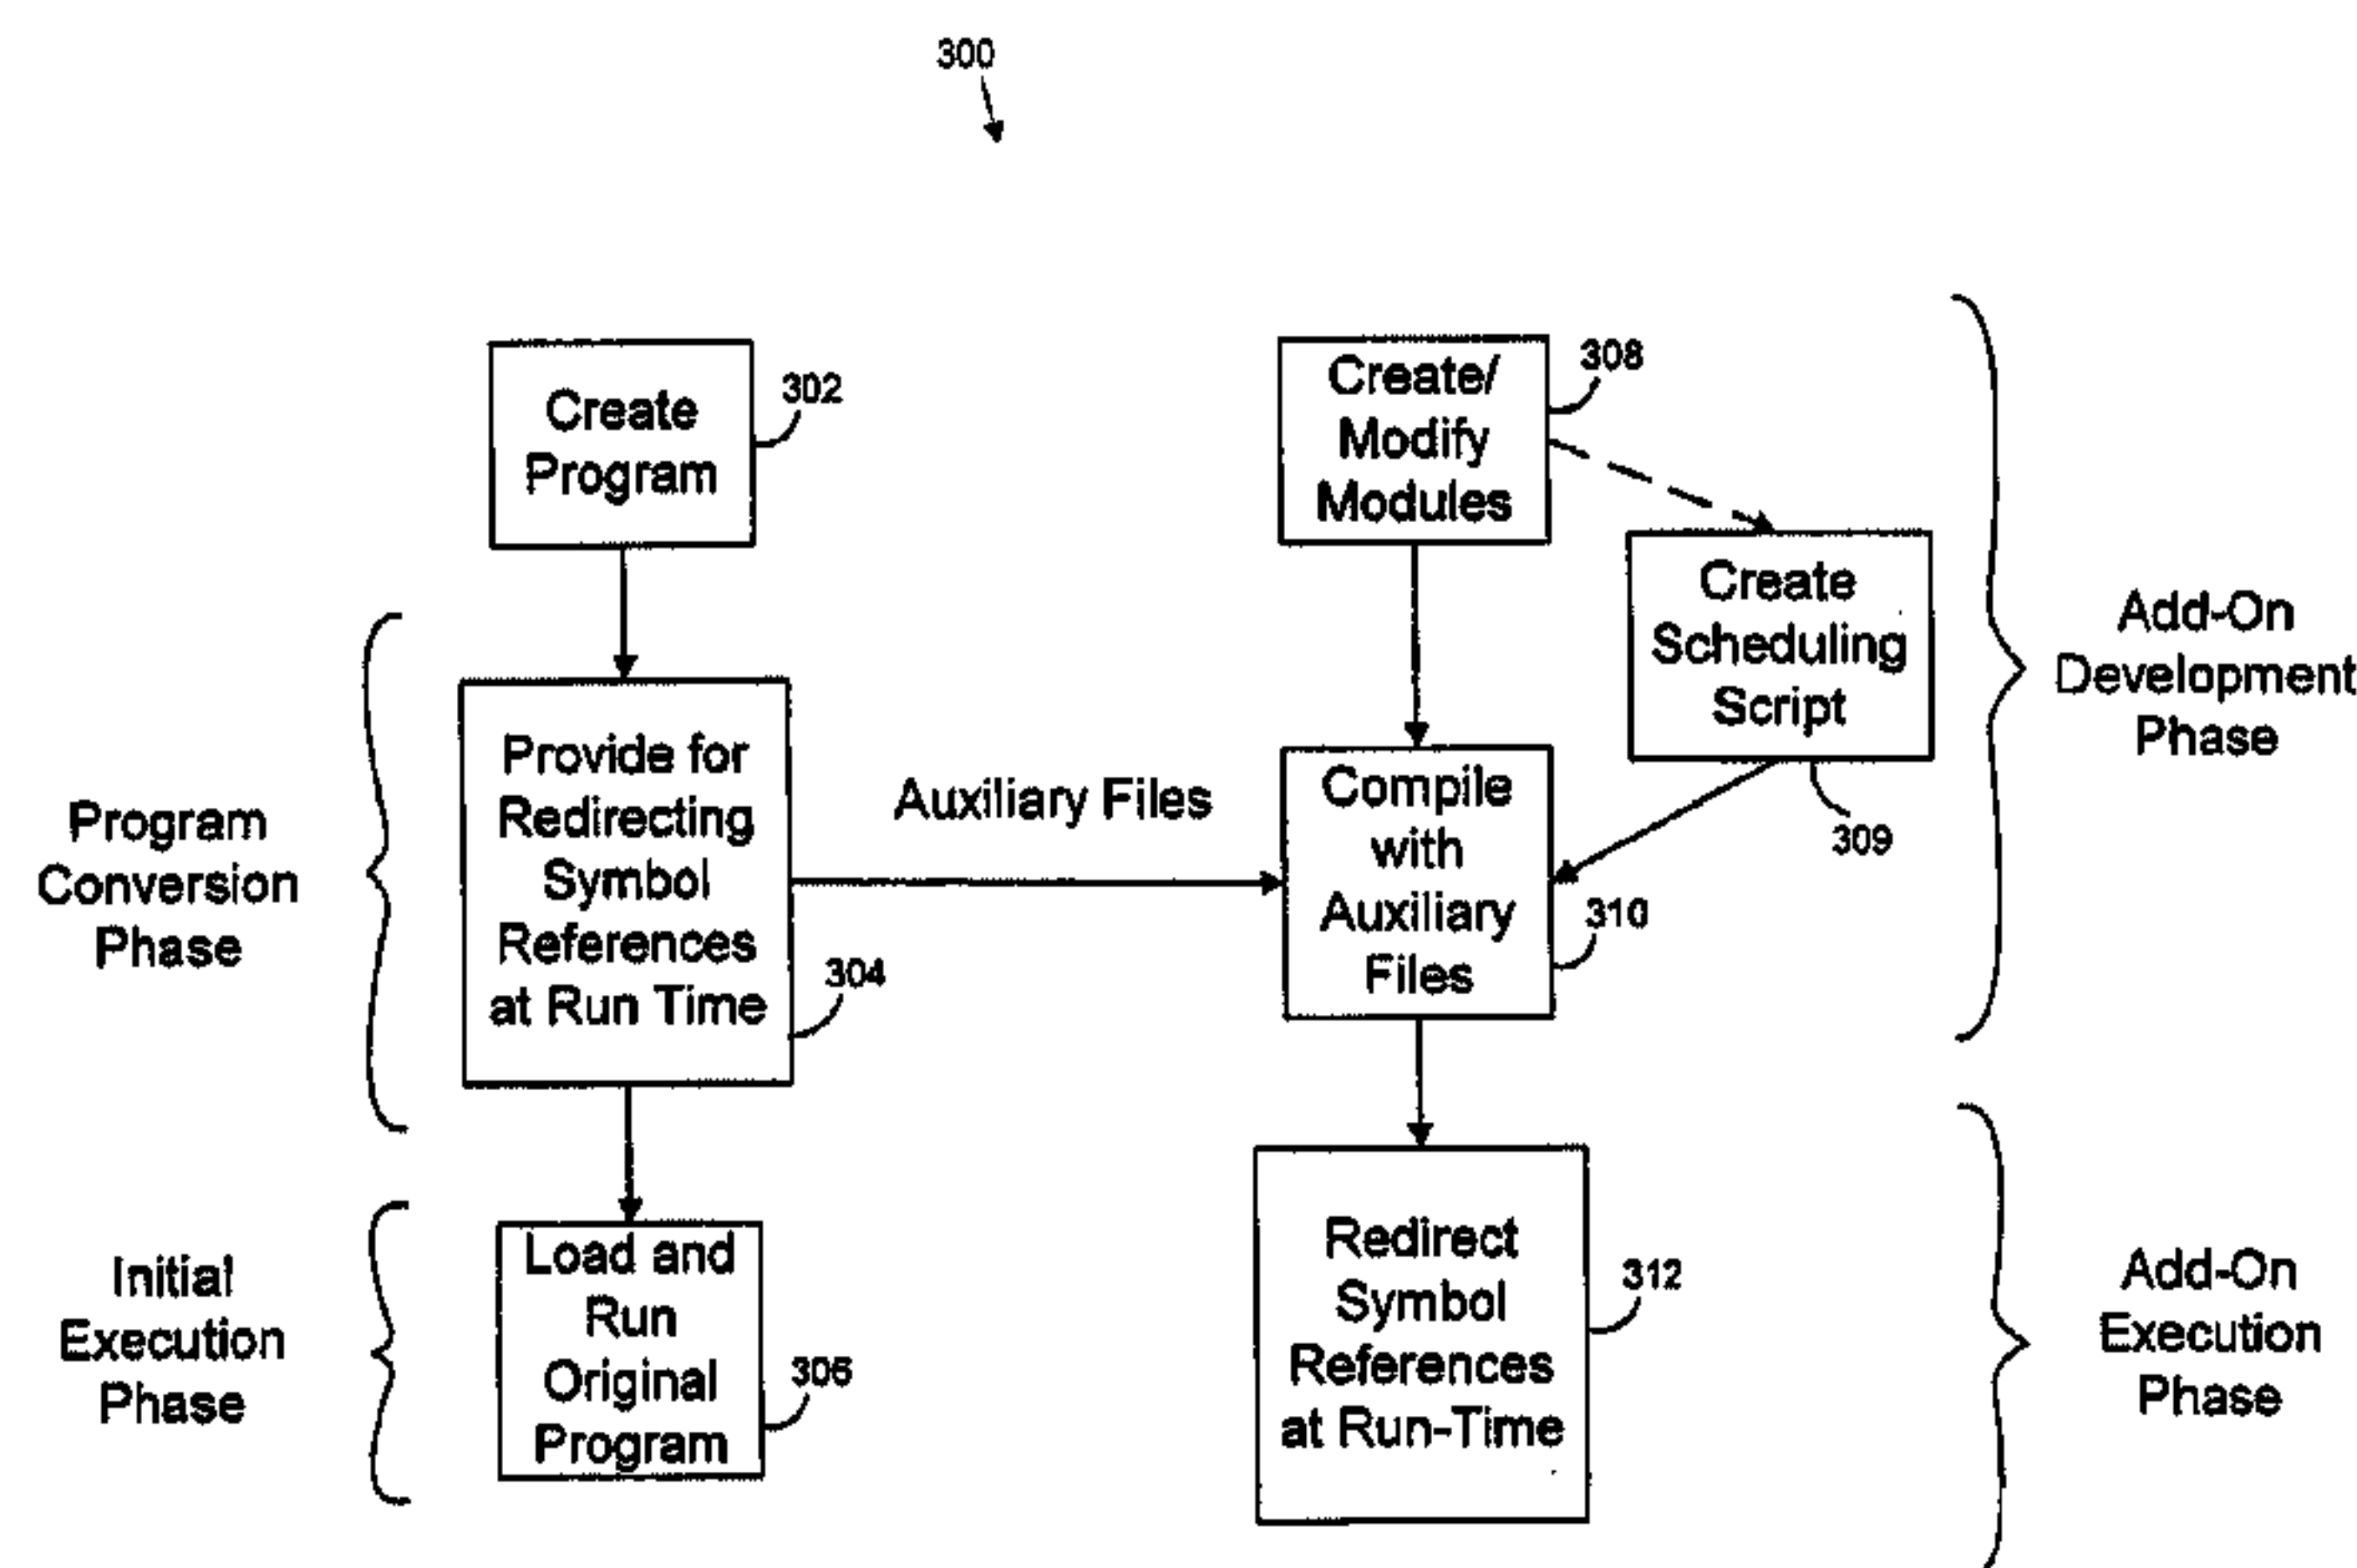 300
Create
Program
302
Program
Conversion
Phase
Provide for
Redirecting
Symbol
References
at Run Time
304
Auxiliary Files
Initial
Execution
Phase
Load and
Run
Original
Program
306
Create/
Modify
Modules
308
Create
Scheduling
Script
309
Compile
with
Auxiliary
Files
310
Add-On
Development
Phase
Redirect
Symbol
References
at Run-Time
312
Add-On
Execution
Phase